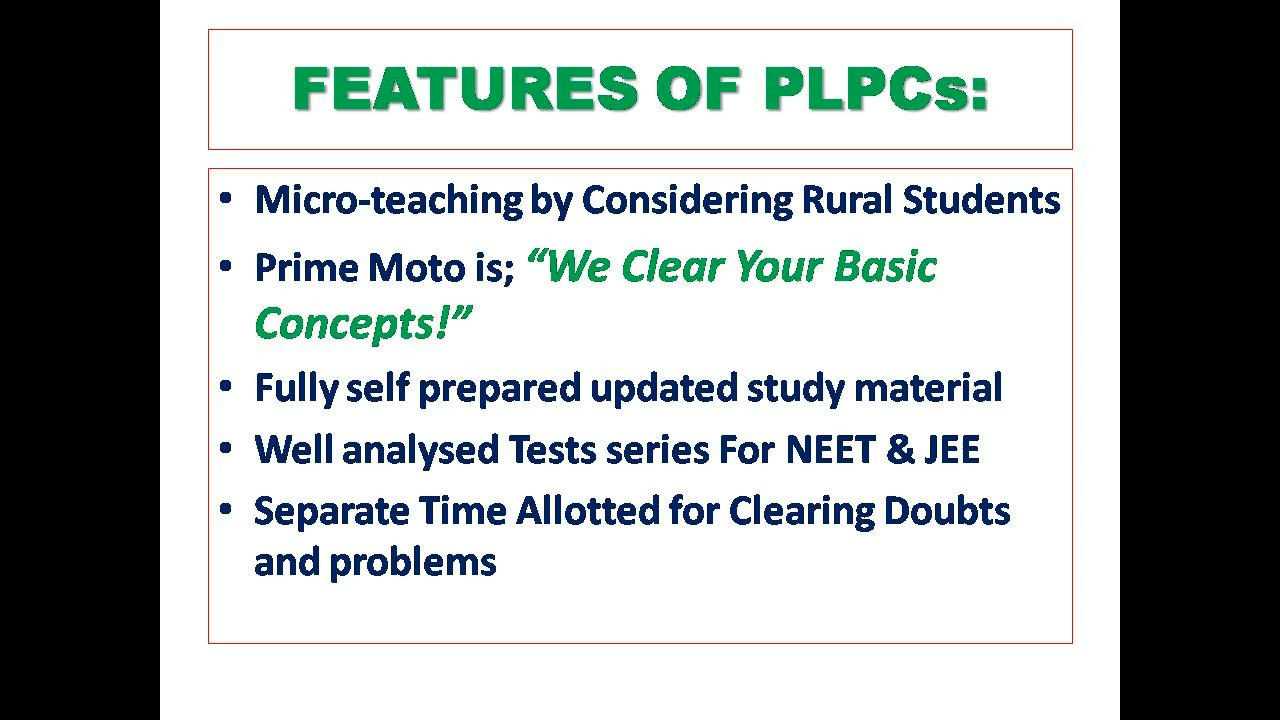 FEATURES OF PLPCs:
• Micro-teaching by Considering Rural Students
• Prime Moto is; “We Clear Your Basic
Concepts!”
• Fully self prepared updated study material
• Well analysed Tests series For NEET & JEE
• Separate Time Allotted for Clearing Doubts
and problems